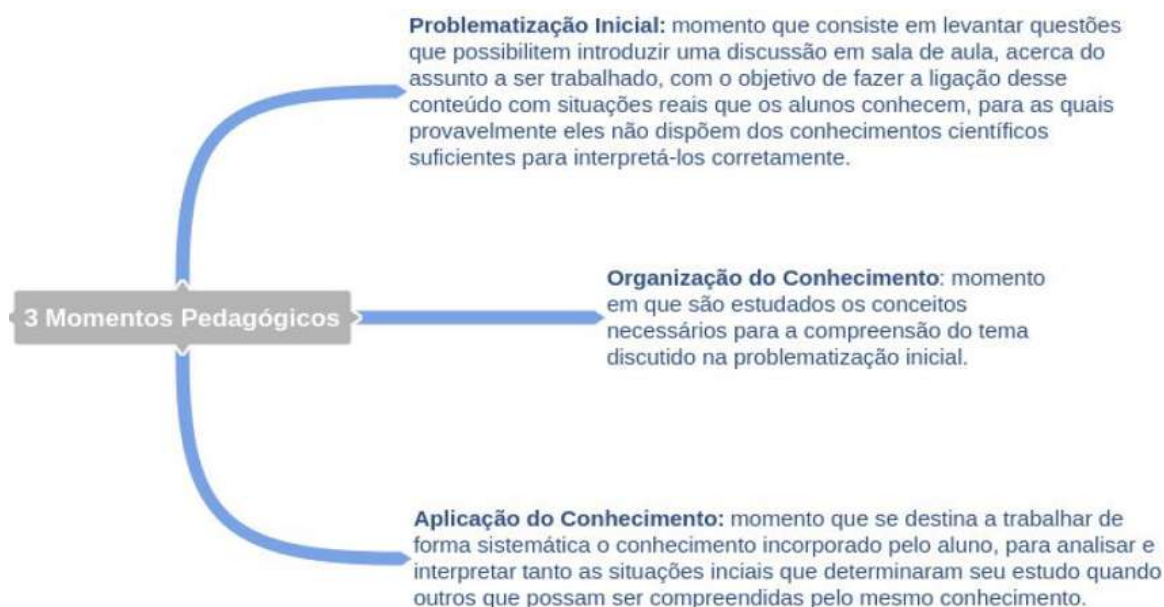 Problematização Inicial: momento que consiste em levantar questões
que possibilitem introduzir uma discussão em sala de aula, acerca do
assunto a ser trabalhado, com o objetivo de fazer a ligação desse
conteúdo com situações reais que os alunos conhecem, para as quais
provavelmente eles não dispõem dos conhecimentos científicos
suficientes para interpretá-los corretamente.
3 Momentos Pedagógicos
Organização do Conhecimento: momento
em que são estudados os conceitos
necessários para a compreensão do tema
discutido na problematização inicial.
Aplicação do Conhecimento: momento que se destina a trabalhar de
forma sistemática o conhecimento incorporado pelo aluno, para analisar e
interpretar tanto as situações inciais que determinaram seu estudo quando
outros que possam ser compreendidas pelo mesmo conhecimento.